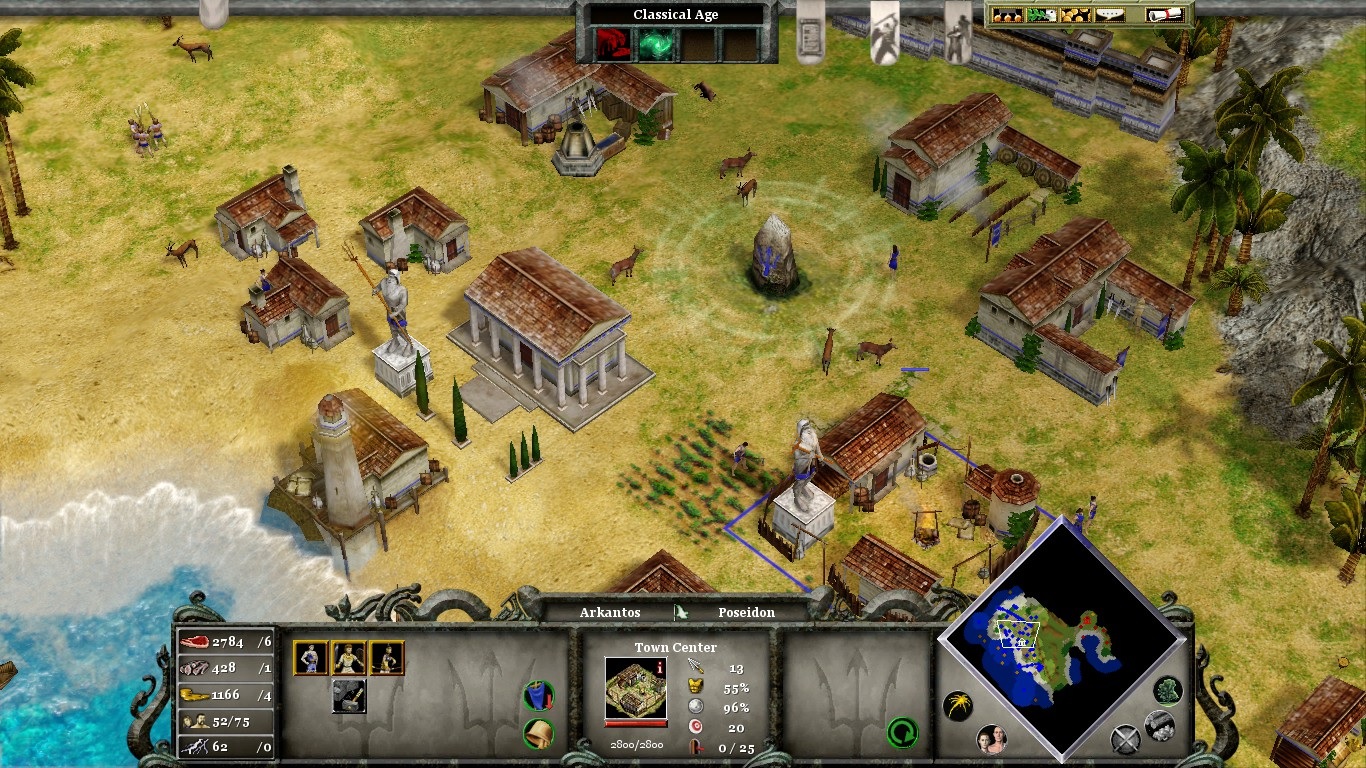 Classical Age
Arkantos Poseidon
2784 /6
428 /1
1166 /4
52/75
62 /0
Town Center
i
13
55%
96%
20
0 / 25
2800/2800